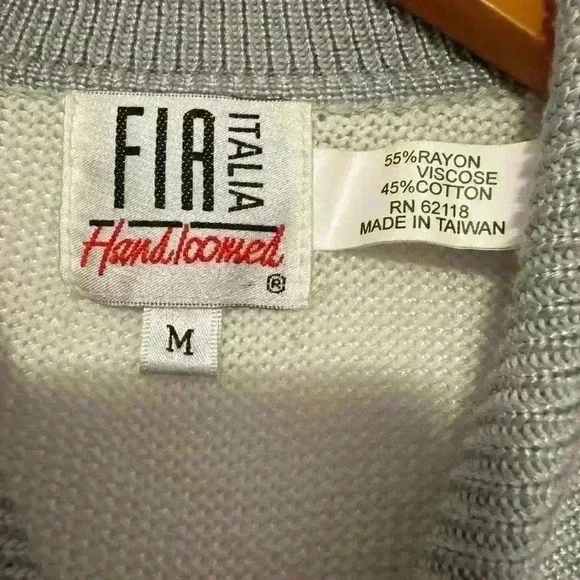 FIA
ITALIA
Hand.loomed
®
M
55%RAYON
VISCOSE
45%COTTON
RN 62118
MADE IN TAIWAN